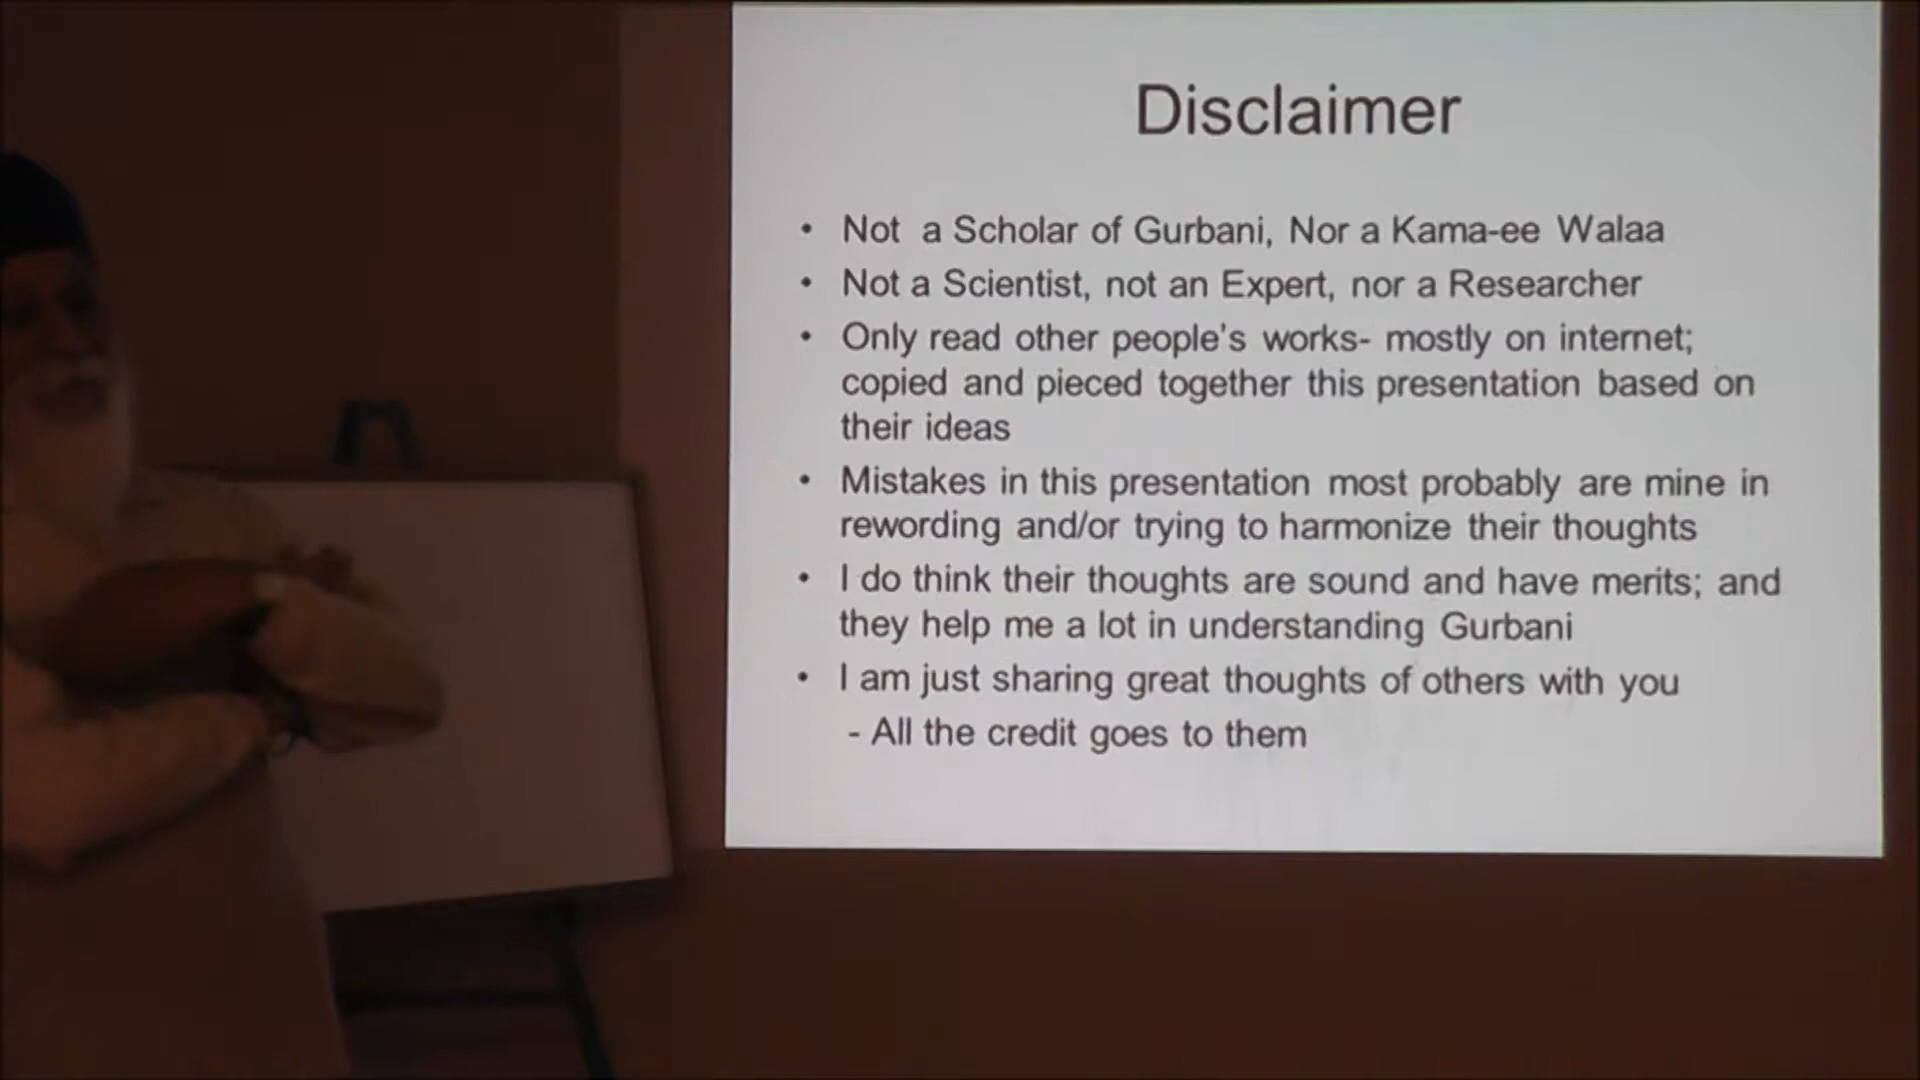 Disclaimer
• Not a Scholar of Gurbani, Nor a Kama-ee Walaa
• Not a Scientist, not an Expert, nor a Researcher
• Only read other people's works- mostly on internet;
copied and pieced together this presentation based on
their ideas
• Mistakes in this presentation most probably are mine in
rewording and/or trying to harmonize their thoughts
• I do think their thoughts are sound and have merits; and
they help me a lot in understanding Gurbani
• I am just sharing great thoughts of others with you
- All the credit goes to them